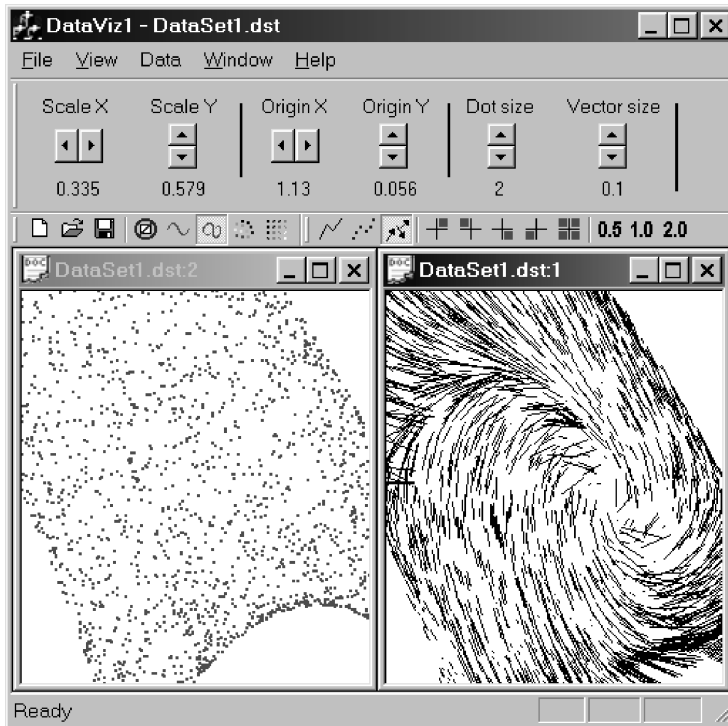 DataViz1 - DataSet1.dst
File View Data Window Help
Scale X Scale Y Origin X Origin Y Dot size Vector size
0.335 0.579 1.13 0.056 2 0.1
0.5 1.0 2.0
DOC DataSet1.dst:2
DOC DataSet1.dst:1
Ready